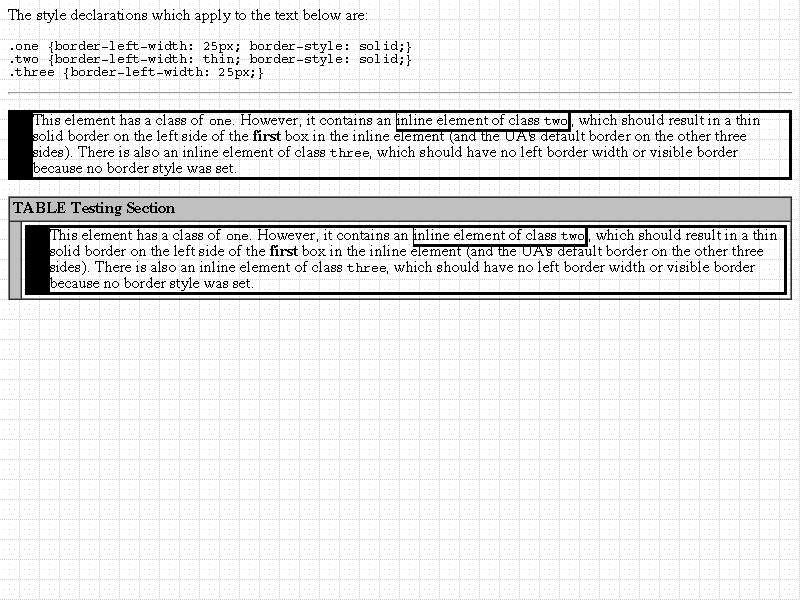 The style declarations which apply to the text below are:
.one {border-left-width: 25px; border-style: solid;}
.two {border-left-width: thin; border-style: solid;}
.three {border-left-width: 25px;}
This element has a class of one. However, it contains an inline element of class two, which should result in a thin
solid border on the left side of the first box in the inline element (and the UA's default border on the other three
sides). There is also an inline element of class three, which should have no left border width or visible border
because no border style was set.
TABLE Testing Section
This element has a class of one. However, it contains an inline element of class two, which should result in a thin
solid border on the left side of the first box in the inline element (and the UA's default border on the other three
sides). There is also an inline element of class three, which should have no left border width or visible border
because no border style was set.